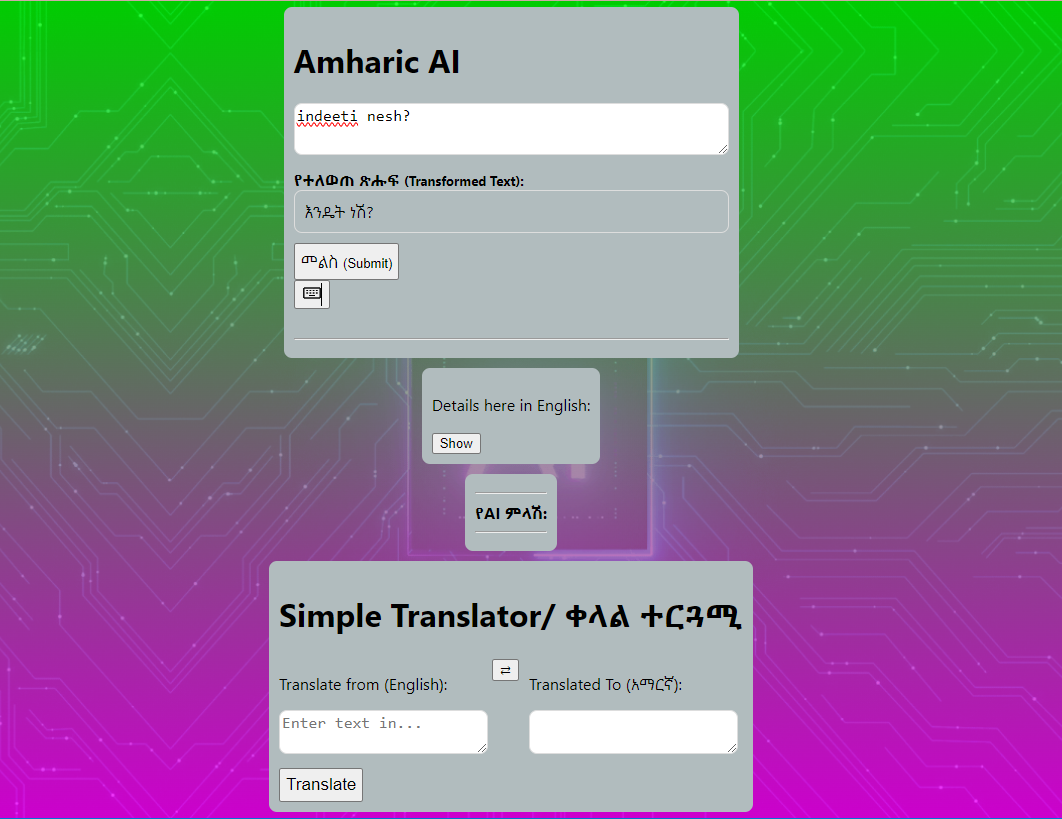 Amharic AI
indeeti nesh?
የተለወጠ ጽሑፍ (Transformed Text):
እንዴት ነሽ?
መልስ (Submit)
Details here in English:
Show
የAI ምላሽ:
Simple Translator/ ቀላል ተርጓሚ
⇄
Translate from (English): Translated To (አማርኛ):
Enter text in...
Translate